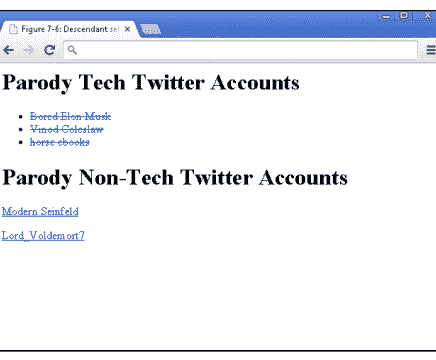 Figure 7-6: Descendant sel
Parody Tech Twitter Accounts
Bored Elon Musk
Vinod Coleslaw
horse ebooks
Parody Non-Tech Twitter Accounts
Modern Seinfeld
Lord_Voldemort7